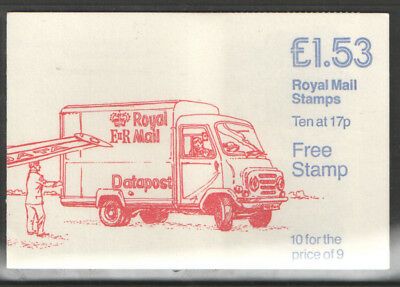 £1.53
Royal Mail
Stamps
Ten at 17p
Free
Stamp
10 for the
price of 9
Royal
EIIR Mail
Datapost